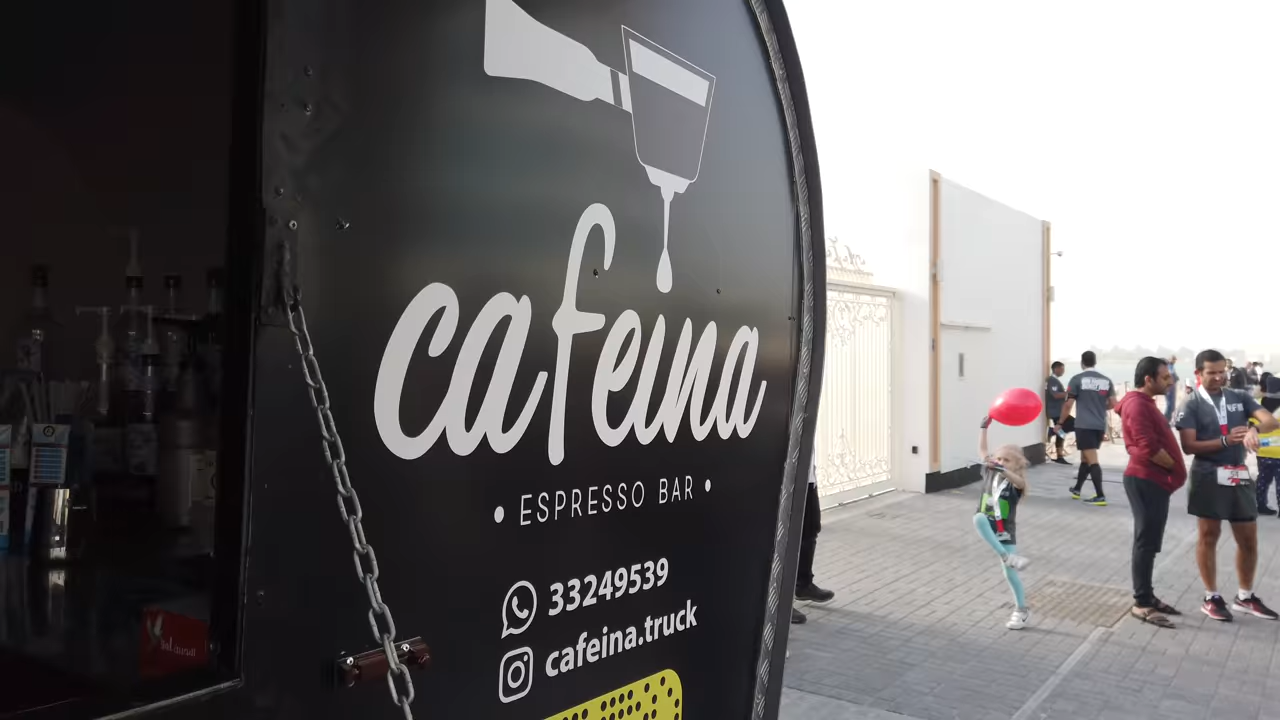 cafeina
• ESPRESSO BAR •
33249539
cafeina.truck